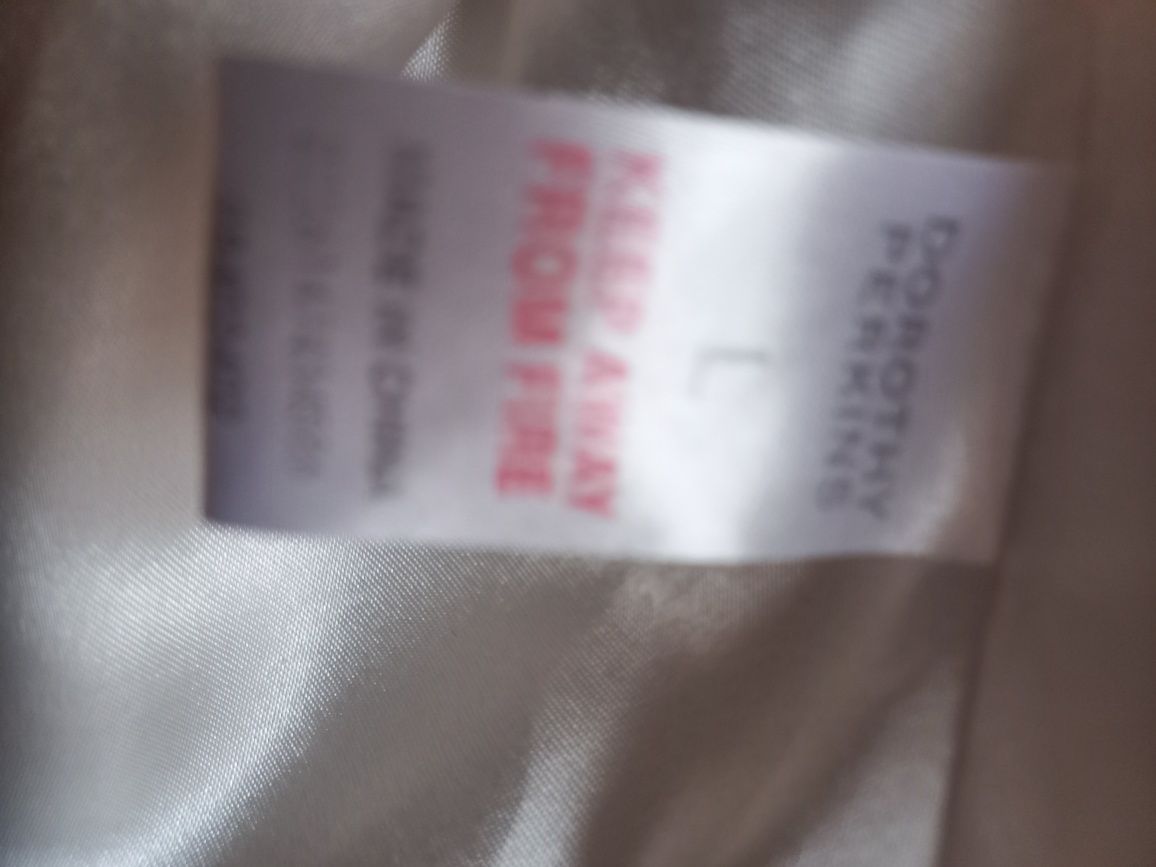 DOROTHY
PERKINS
L
KEEP AWAY
FROM FIRE
MADE IN CHINA